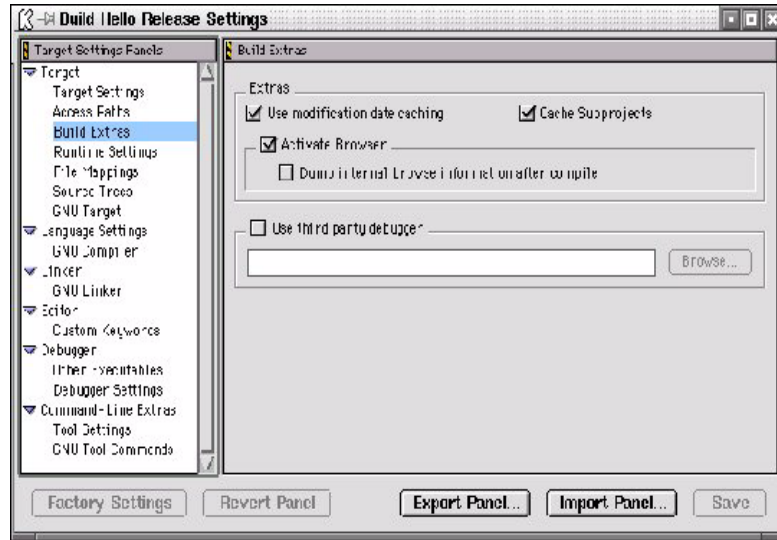 Build Hello Release Settings
Target Settings Panels
Target
Target Settings
Access Paths
Build Extras
Runtime Settings
File Mappings
Source Trees
GNU Target
Language Settings
GNU Compiler
Linker
GNU Linker
Editor
Custom Keywords
Debugger
Other Executables
Debugger Settings
Command-Line Extras
Tool Settings
GNU Tool Commands
Build Extras
Extras
Use modification date caching
Cache Subprojects
Activate Browser
Dump internal browse information after compile
Use third party debugger
Browse...
Factory Settings
Revert Panel
Export Panel...
Import Panel...
Save